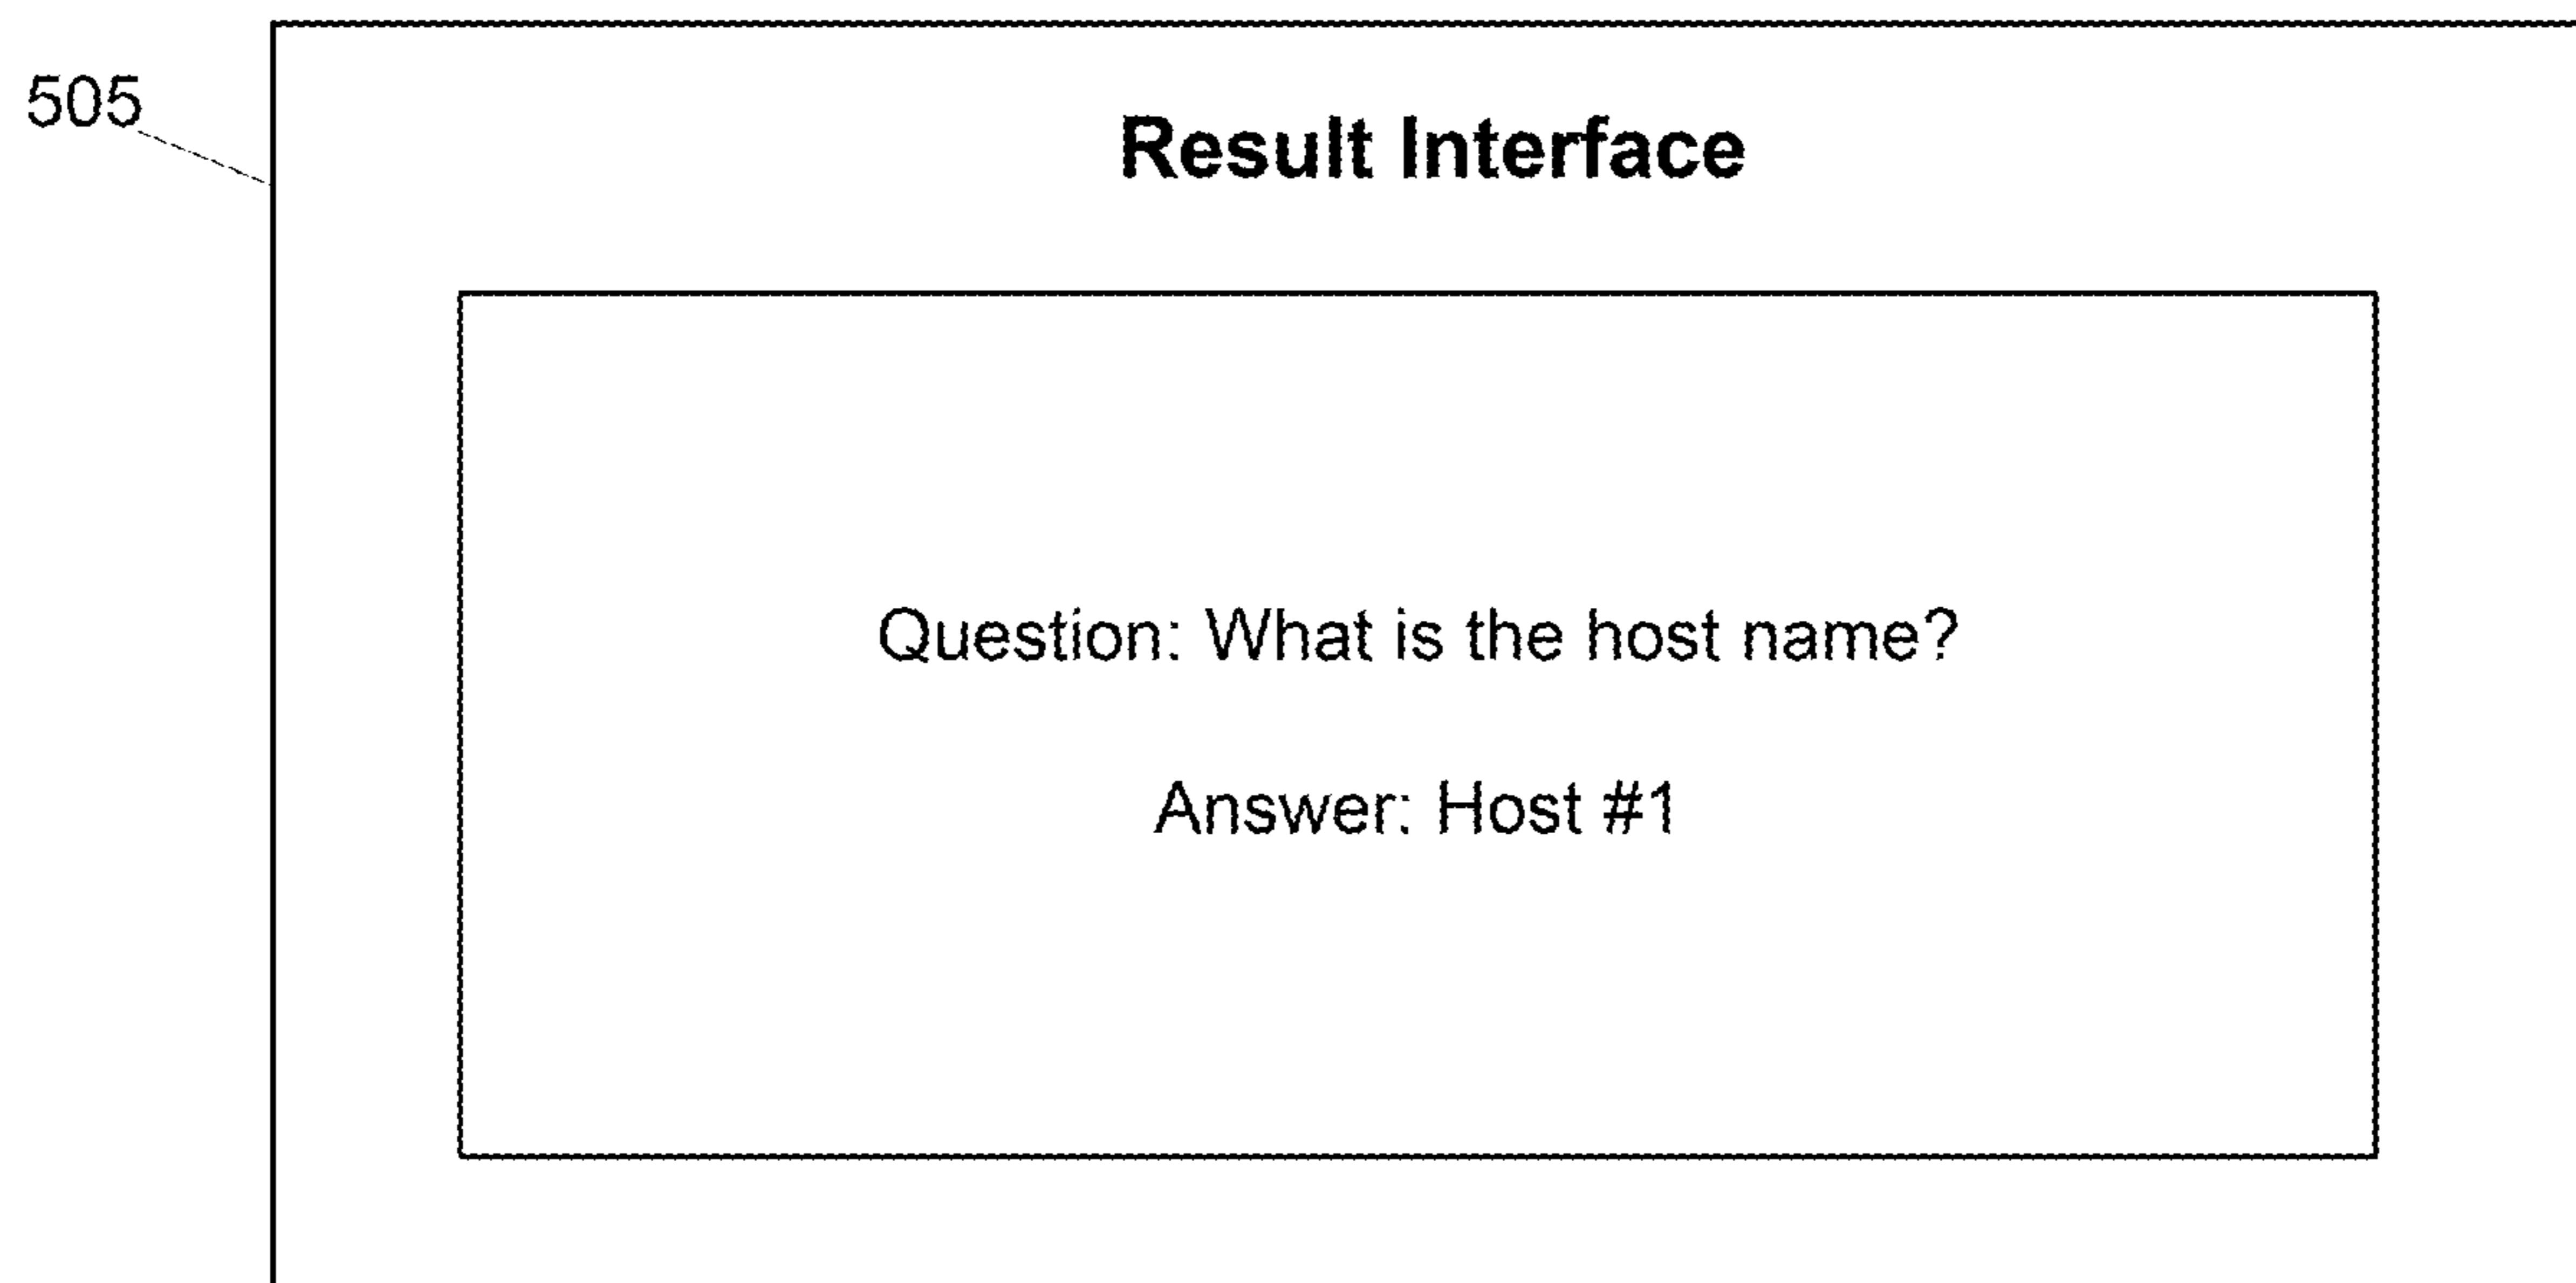 505
Result Interface
Question: What is the host name?
Answer: Host #1